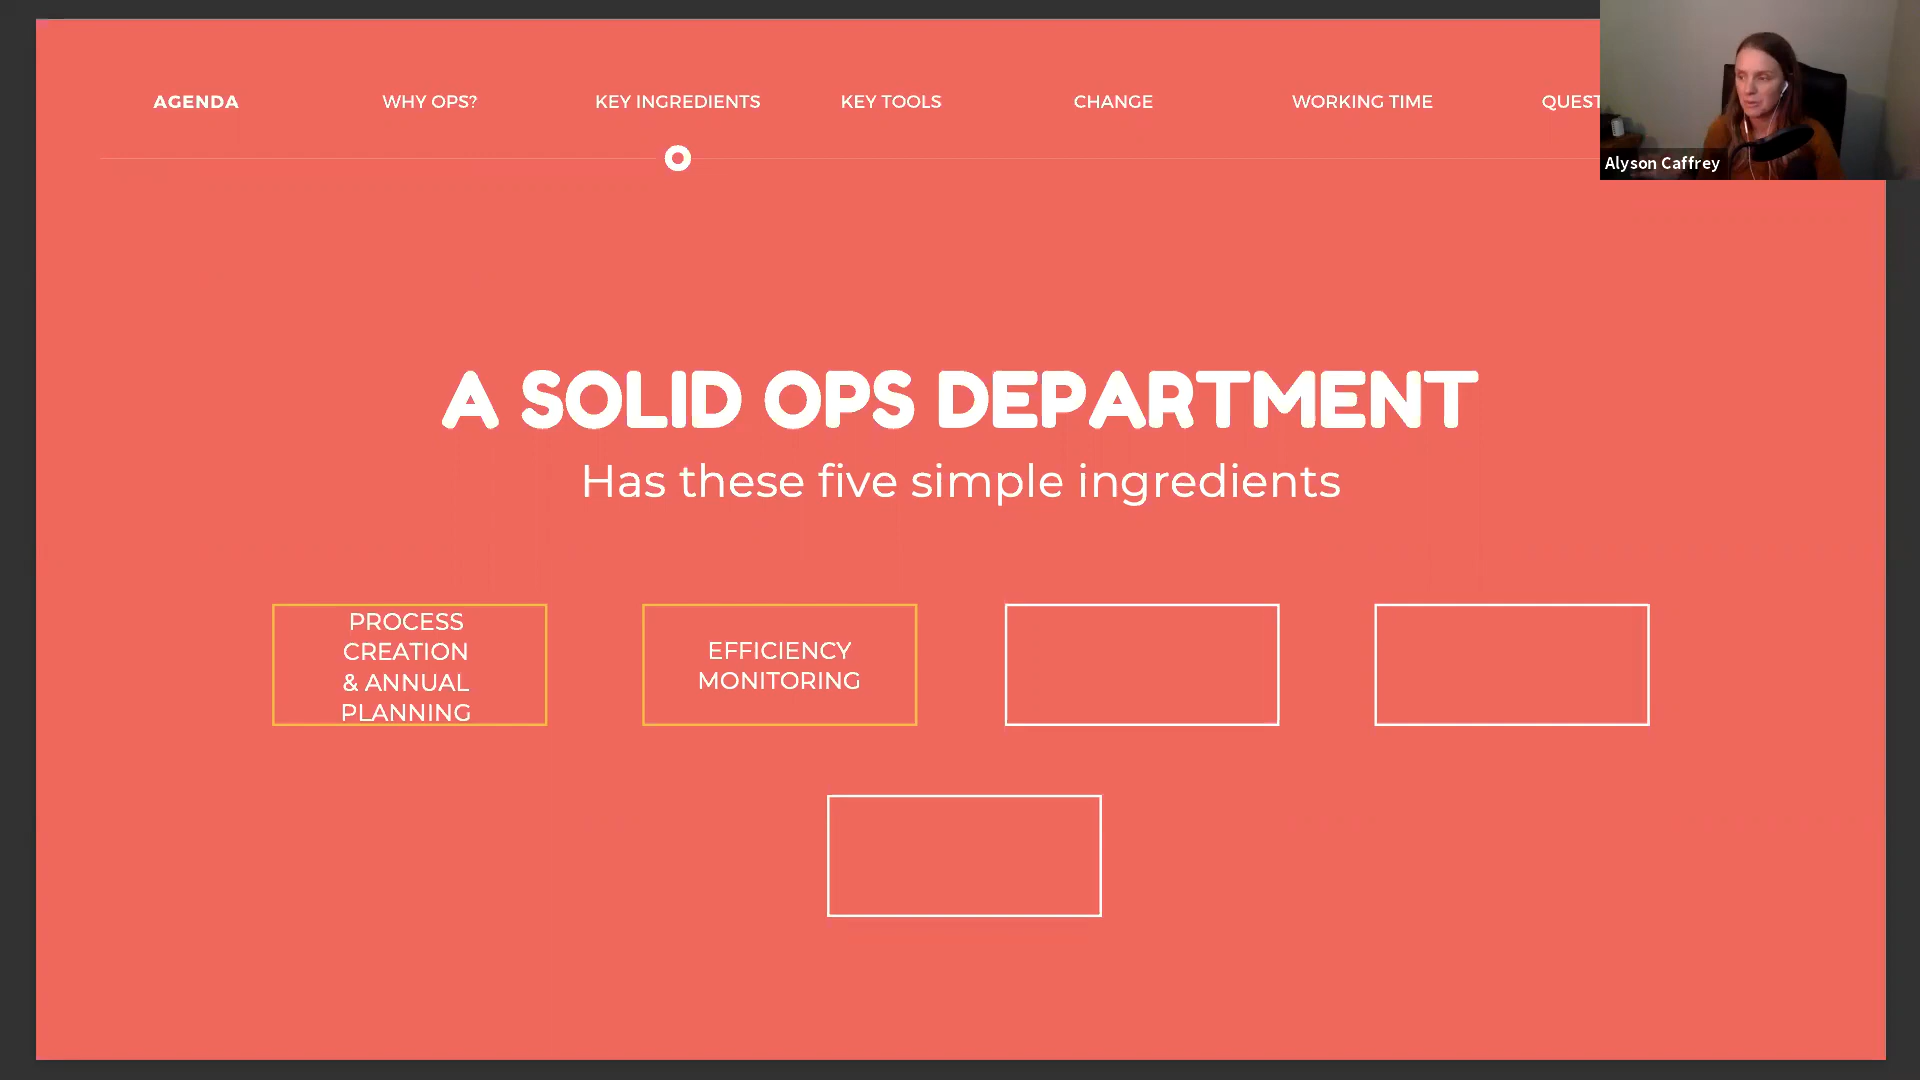 AGENDA
WHY OPS?
KEY INGREDIENTS
KEY TOOLS
CHANGE
WORKING TIME
QUEST
Alyson Caffrey
A SOLID OPS DEPARTMENT
Has these five simple ingredients
PROCESS
CREATION
& ANNUAL
PLANNING
EFFICIENCY
MONITORING